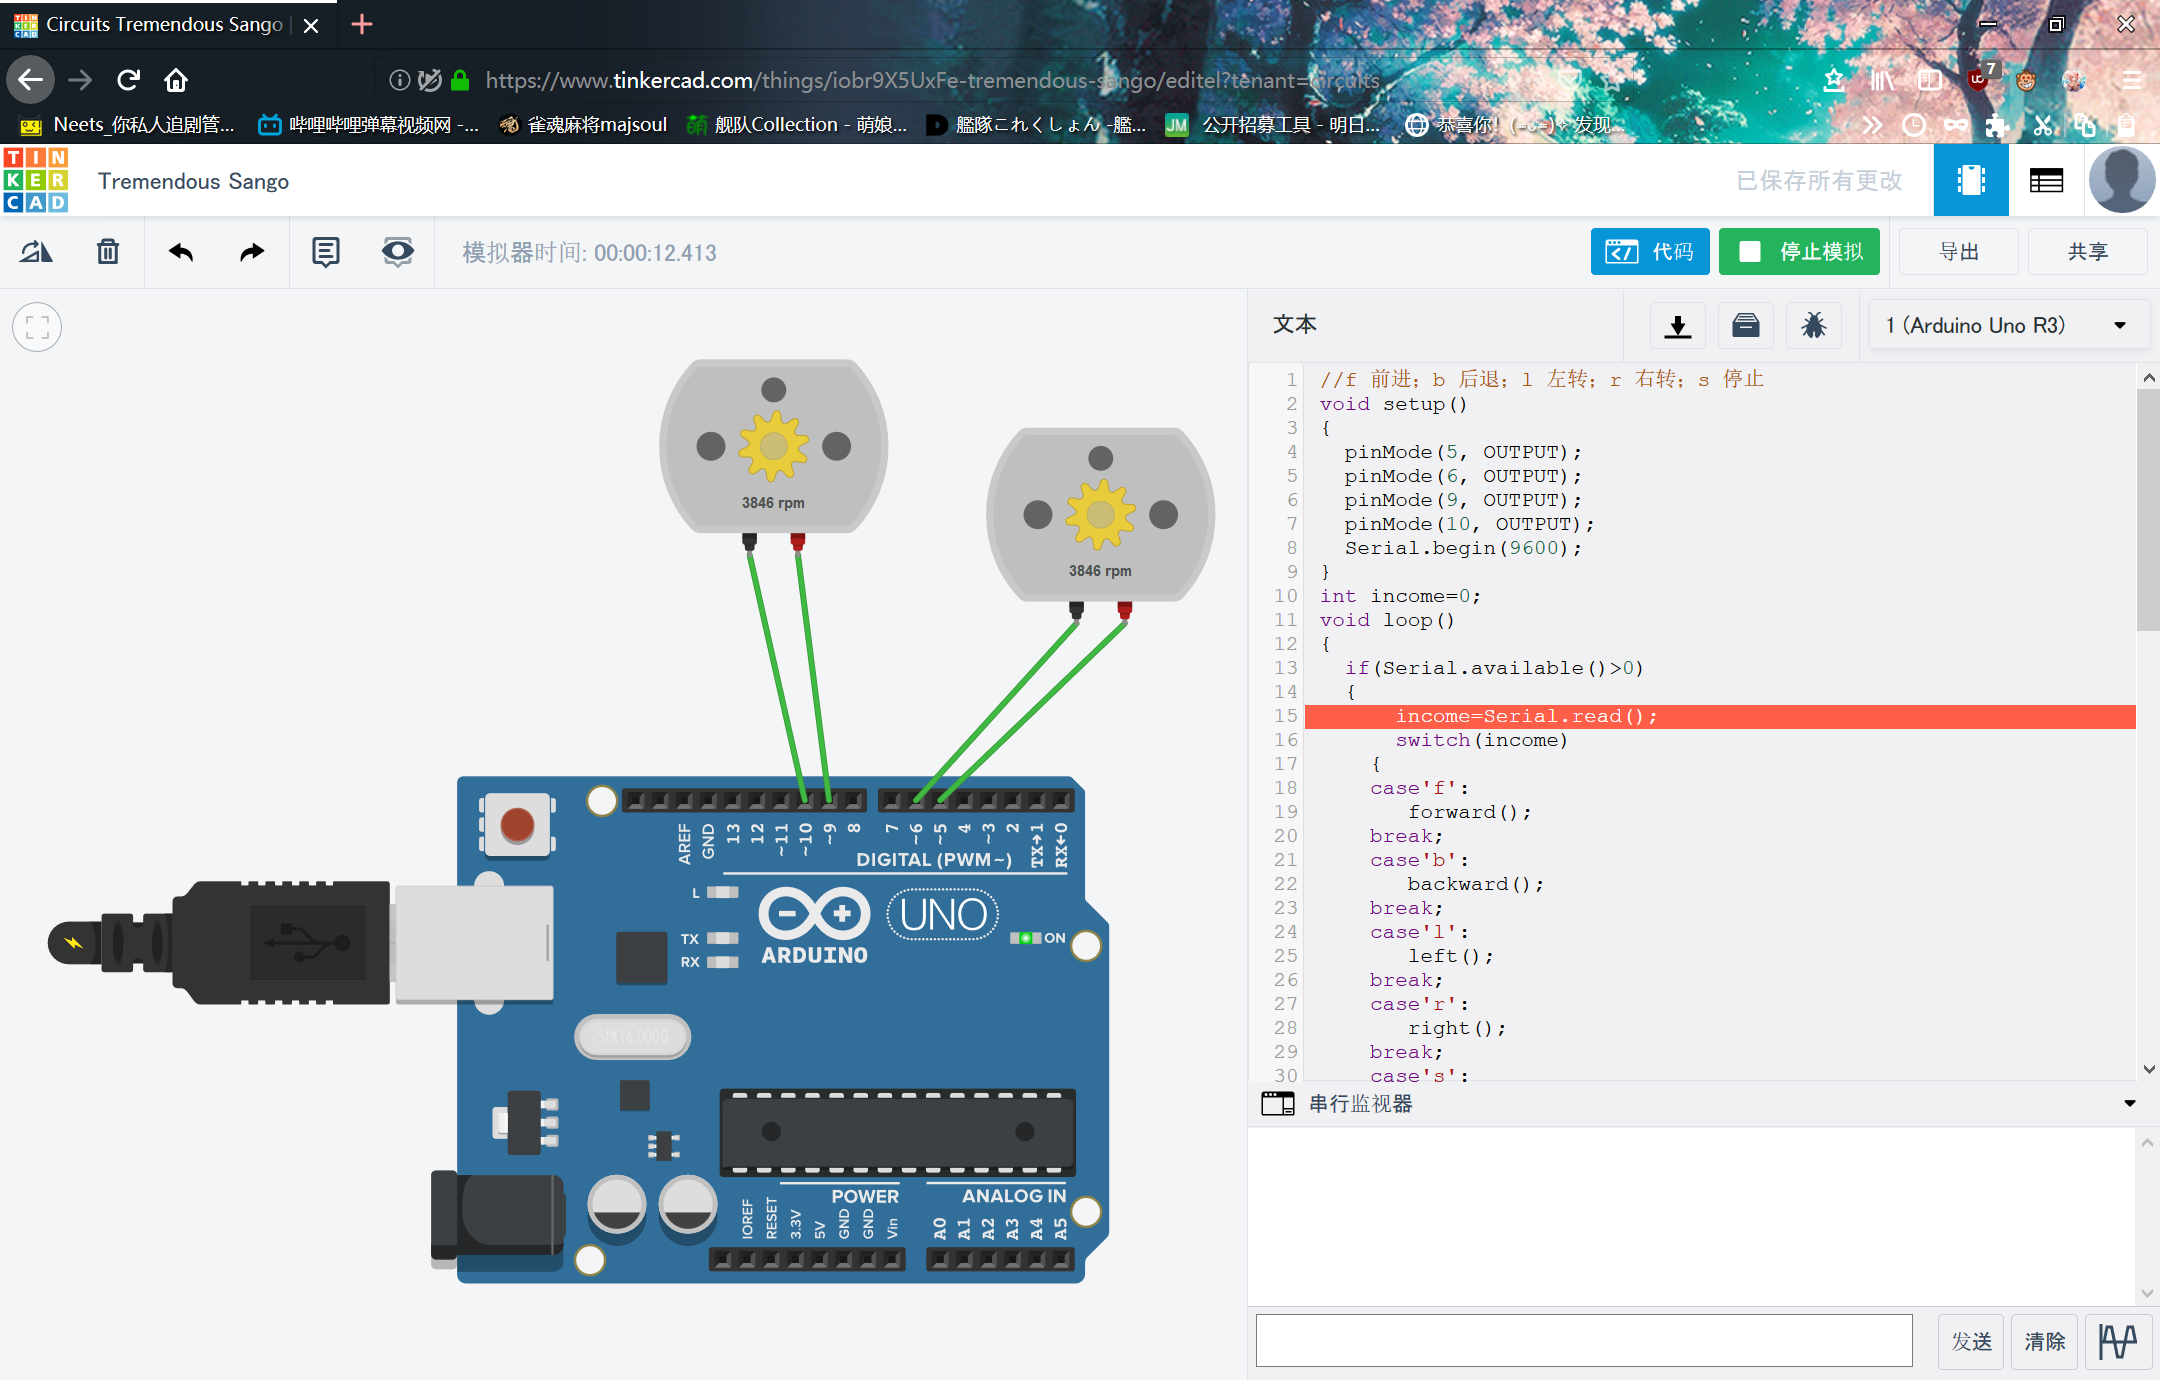 Circuits Tremendous Sango
https://www.tinkercad.com/things/iobr9X5UxFe-tremendous-sango/editel?tenant=circuits
7
Neets_你私人追剧管...
哔哩哔哩弹幕视频网 -...
雀魂麻将majsoul
舰队Collection - 萌娘...
艦隊これくしょん -艦...
公开招募工具 - 明日...
TIN
KER
CAD
Tremendous Sango
已保存所有更改
模拟器时间: 00:00:12.413
代码
停止模拟
导出
共享
文本
1 (Arduino Uno R3)
1 //f 前进; b 后退; l 左转; r 右转; s 停止
2 void setup()
3 {
4 pinMode(5, OUTPUT);
5 pinMode(6, OUTPUT);
6 pinMode(9, OUTPUT);
7 pinMode(10, OUTPUT);
8 Serial.begin(9600);
9 }
10 int income=0;
11 void loop()
12 {
13 if(Serial.available()>0)
14 {
15 income=Serial.read();
16 switch(income)
17 {
18 case'f':
19 forward();
20 break;
21 case'b':
22 backward();
23 break;
24 case'l':
25 left();
26 break;
27 case'r':
28 right();
29 break;
30 case's':
3846 rpm
3846 rpm
AREF GND 13 12 ~11 ~10 ~9 8 7 ~6 ~5 4 ~3 2 TX→1 RX←0
DIGITAL (PWM ~)
L
TX
RX
UNO
ARDUINO
ON
SPK16.000G
POWER
ANALOG IN
IOREF RESET 3.3V 5V GND GND Vin A0 A1 A2 A3 A4 A5
串行监视器
发送
清除